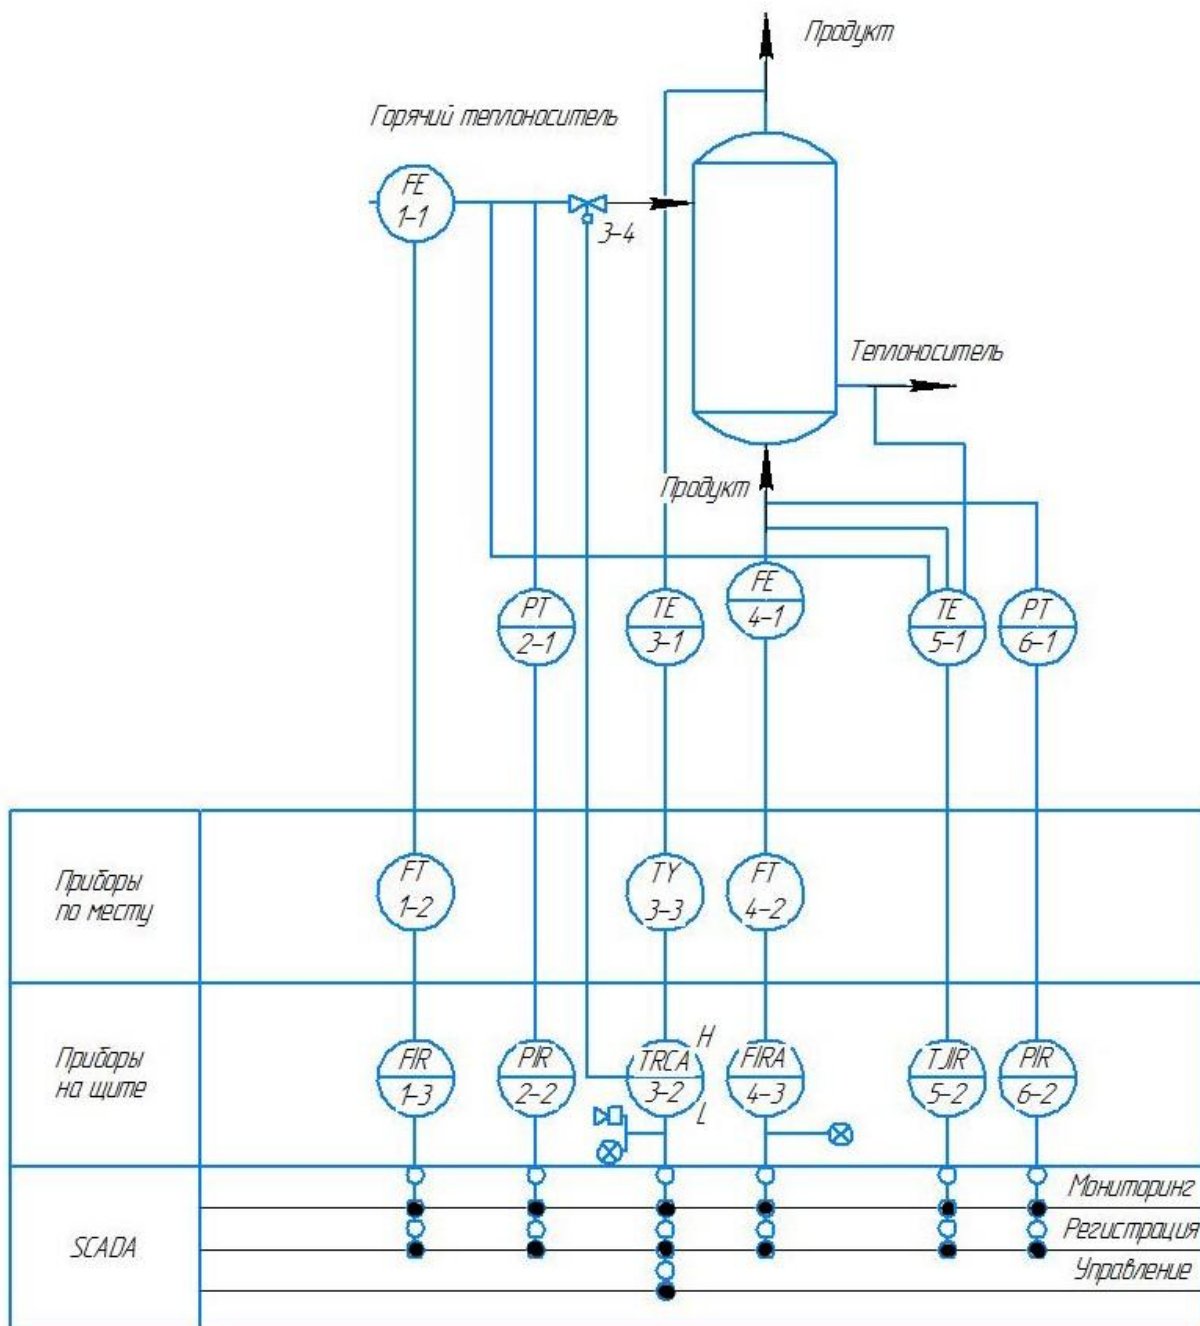 Продукт
Горячий теплоноситель
FE
1-1
3-4
Теплоноситель
Продукт
FE
4-1
PT
2-1
TE
3-1
TE
5-1
PT
6-1
Приборы
по месту
FT
1-2
TY
3-3
FT
4-2
Приборы
на щите
FIR
1-3
PIR
2-2
H
TRCA
3-2
L
FIRA
4-3
TJIR
5-2
PIR
6-2
SCADA
Мониторинг
Регистрация
Управление